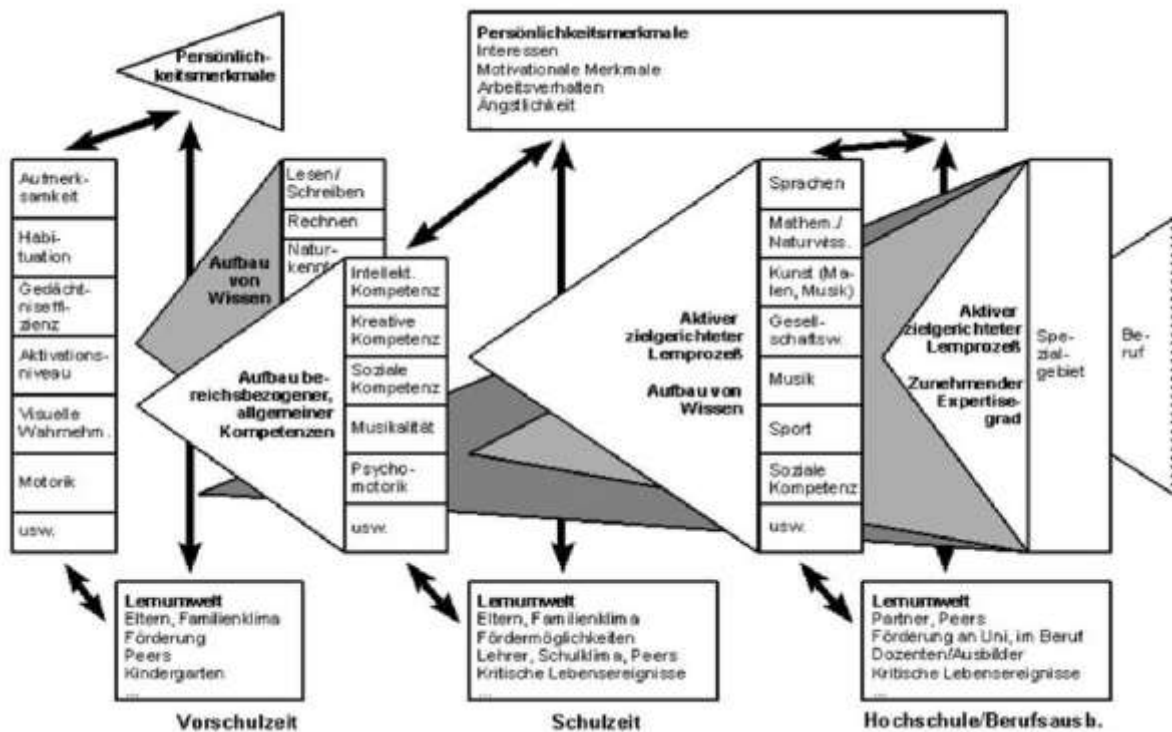 Persönlich-
keitsmerkmale
Persönlichkeitsmerkmale
Interessen
Motivationale Merkmale
Arbeitsverhalten
Ängstlichkeit
...
Aufmerk-
samkeit
Habi-
tuation
Gedächt-
niseffi-
zienz
Aktivations-
niveau
Visuelle
Wahrnehm.
Motorik
usw.
Aufbau
von
Wissen
Lesen/
Schreiben
Rechnen
Natur-
Aufbau be-
reichsbezogener,
allgemeiner
Kompetenzen
Intellekt.
Kompetenz
Kreative
Kompetenz
Soziale
Kompetenz
Musikalität
Psycho-
motorik
usw.
Aktiver
zielgerichteter
Lernprozeß
Aufbau von
Wissen
Sprachen
Mathem./
Naturwiss.
Kunst (Ma-
len, Musik)
Gesell-
schaftsw.
Musik
Sport
Soziale
Kompetenz
usw.
Aktiver
zielgerichteter
Lernprozeß
Zunehmender
Expertise-
grad
Spe-
zial-
gebiet
Be-
ruf
Lernumwelt
Eltern, Familienklima
Förderung
Peers
Kindergarten
...
Lernumwelt
Eltern, Familienklima
Fördermöglichkeiten
Lehrer, Schulklima, Peers
Kritische Lebensereignisse
...
Lernumwelt
Partner, Peers
Förderung an Uni, im Beruf
Dozenten/Ausbilder
Kritische Lebensereignisse
...
Vorschulzeit
Schulzeit
Hochschule/Berufsausb.